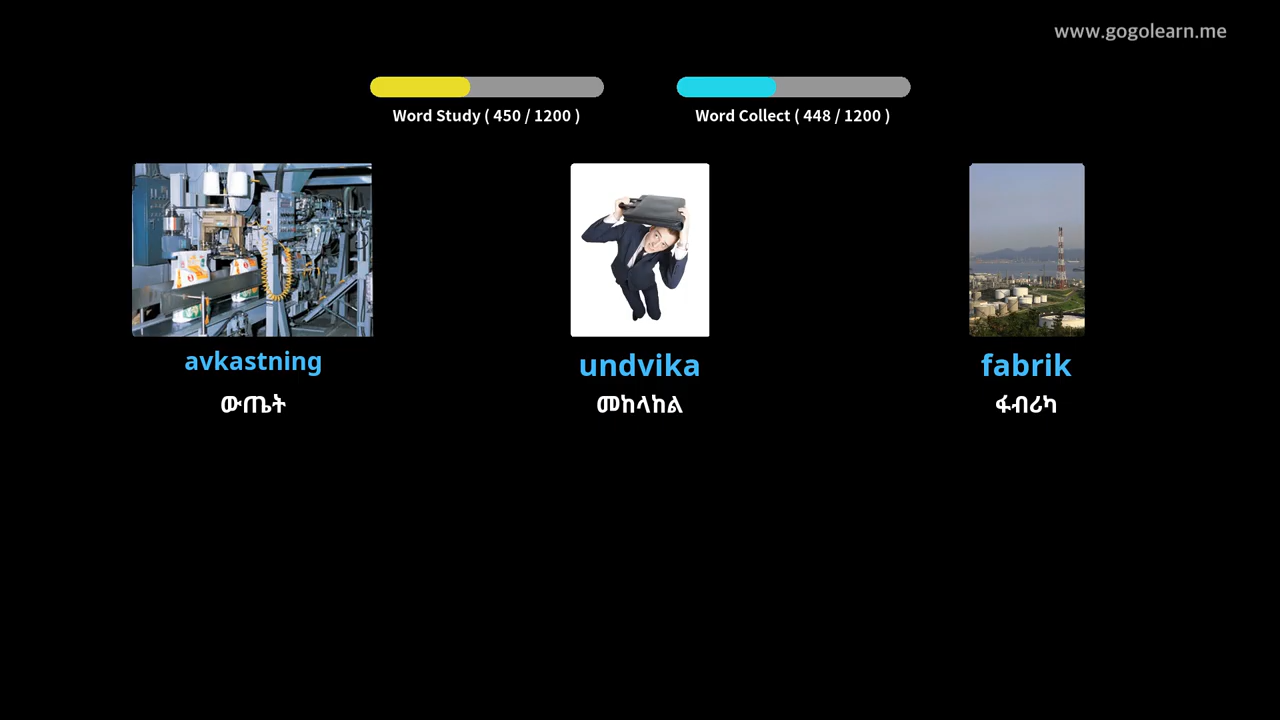 www.gogolearn.me
Word Study ( 450 / 1200 )
Word Collect ( 448 / 1200 )
avkastning
undvika
fabrik
ውጤት
መከላከል
ፋብሪካ